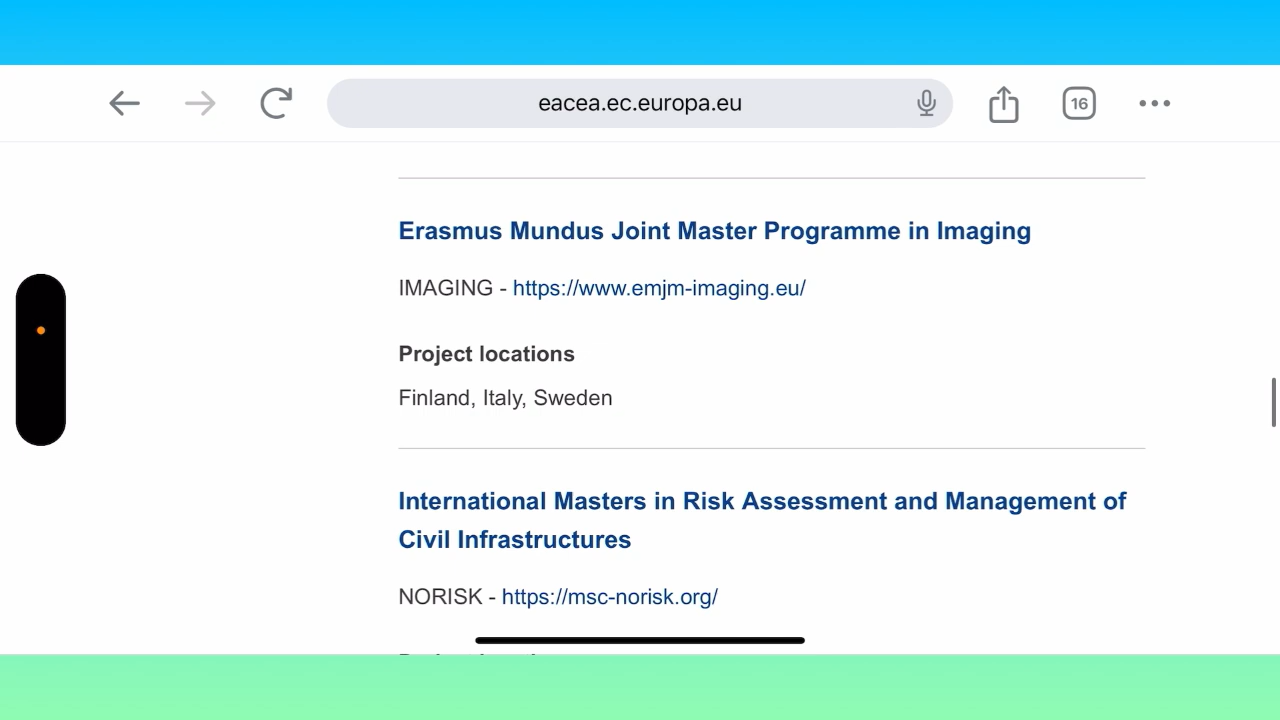 eacea.ec.europa.eu
16
Erasmus Mundus Joint Master Programme in Imaging
IMAGING - https://www.emjm-imaging.eu/
Project locations
Finland, Italy, Sweden
International Masters in Risk Assessment and Management of
Civil Infrastructures
NORISK - https://msc-norisk.org/